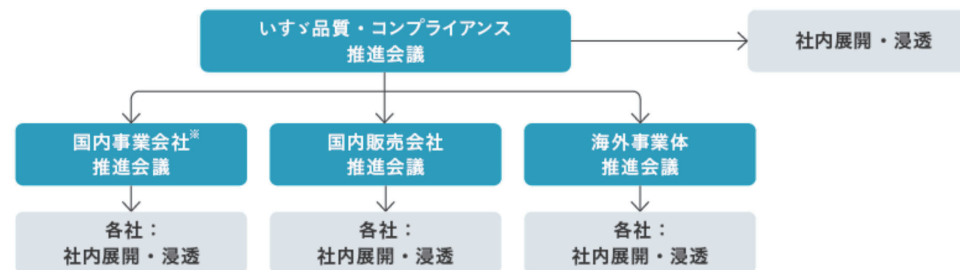 いすゞ品質・コンプライアンス
推進会議
社内展開・浸透
国内事業会社※
推進会議
国内販売会社
推進会議
海外事業体
推進会議
各社：
社内展開・浸透
各社：
社内展開・浸透
各社：
社内展開・浸透